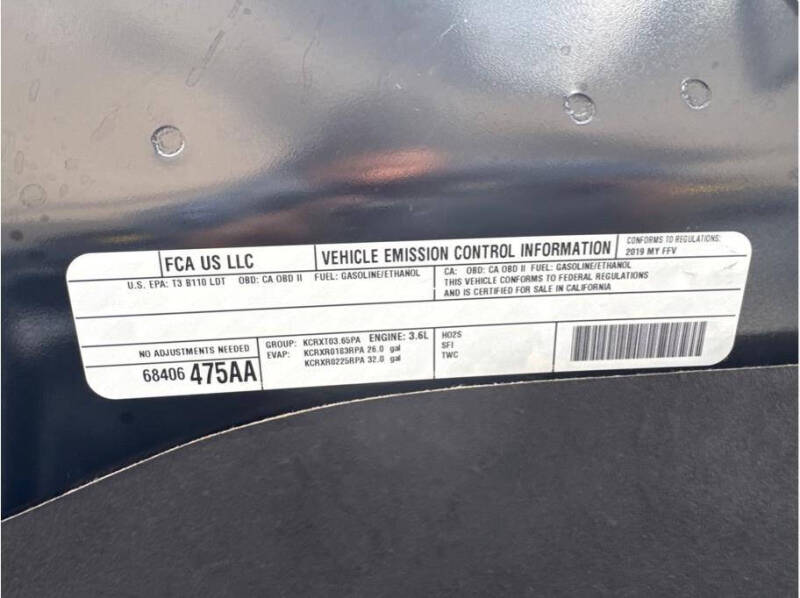 FCA US LLC
VEHICLE EMISSION CONTROL INFORMATION
CONFORMS TO REGULATIONS:
2019 MY FFV
U.S. EPA: T3 B110 LDT OBD: CA OBD II FUEL: GASOLINE/ETHANOL
CA: OBD: CA OBD II FUEL: GASOLINE/ETHANOL
THIS VEHICLE CONFORMS TO FEDERAL REGULATIONS
AND IS CERTIFIED FOR SALE IN CALIFORNIA
NO ADJUSTMENTS NEEDED
68406 475AA
GROUP: KCRXT03.65PA ENGINE: 3.6L
EVAP: KCRXR0183RPA 26.0 gal
KCRXR0225RPA 32.0 gal
HO2S
SFI
TWC